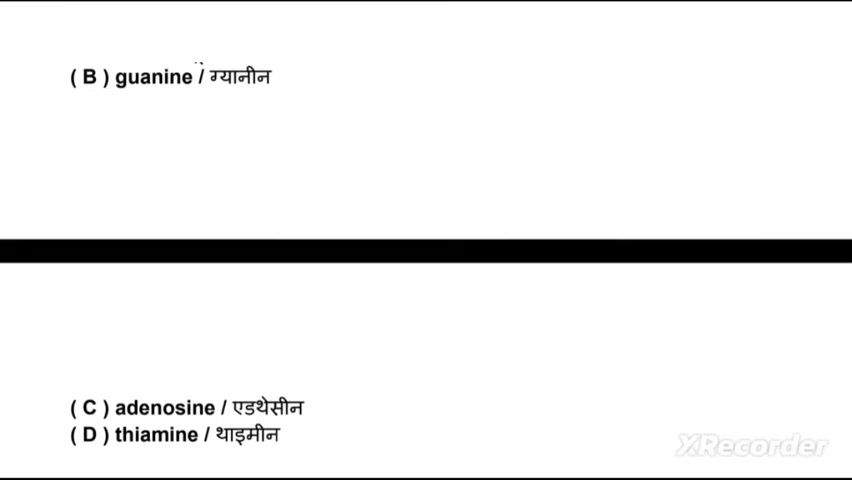 ( B ) guanine / ग्यानीन
( C ) adenosine / एडथेसीन
( D ) thiamine / थाइमीन
XRecorder